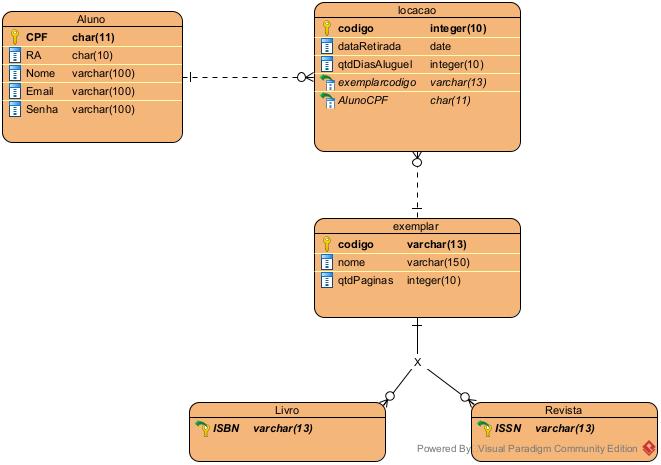 Aluno
CPF char(11)
RA char(10)
Nome varchar(100)
Email varchar(100)
Senha varchar(100)
locacao
codigo integer(10)
dataRetirada date
qtdDiasAluguel integer(10)
exemplarcodigo varchar(13)
AlunoCPF char(11)
exemplar
codigo varchar(13)
nome varchar(150)
qtdPaginas integer(10)
X
Livro
ISBN varchar(13)
Revista
ISSN varchar(13)
Powered By Visual Paradigm Community Edition